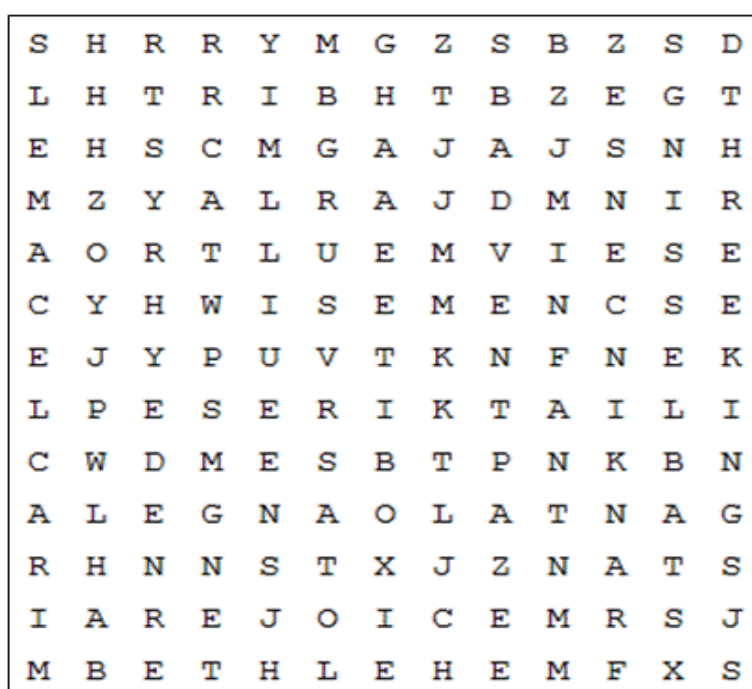 S H R R Y M G Z S B Z S D
L H T R I B H T B Z E G T
E H S C M G A J A J S N H
M Z Y A L R A J D M N I R
A O R T L U E M V I E S E
C Y H W I S E M E N C S E
E J Y P U V T K N F N E K
L P E S E R I K T A I L I
C W D M E S B T P N K B N
A L E G N A O L A T N A G
R H N N S T X J Z N A T S
I A R E J O I C E M R S J
M B E T H L E H E M F X S